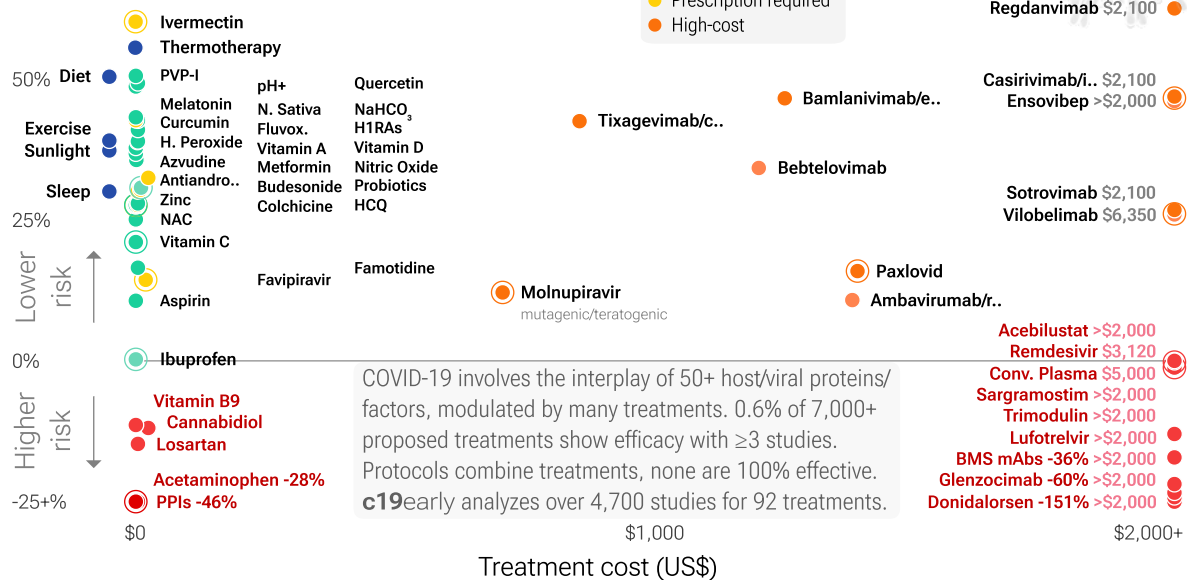 Prescription required
High-cost
Regdanvimab $2,100
Ivermectin
Thermotherapy
50%
Diet
PVP-I
pH+
Quercetin
Casirivimab/i.. $2,100
Ensovibep >$2,000
Bamlanivimab/e..
Melatonin
N. Sativa
NaHCO₃
Curcumin
Fluvox.
H1RAs
Tixagevimab/c..
Exercise
H. Peroxide
Vitamin A
Vitamin D
Sunlight
Azvudine
Metformin
Nitric Oxide
Bebtelovimab
Antiandro..
Budesonide
Probiotics
Sleep
Zinc
Colchicine
HCQ
Sotrovimab $2,100
Vilobelimab $6,350
25%
NAC
Vitamin C
Lower
risk
Favipiravir
Famotidine
Paxlovid
Molnupiravir
mutagenic/teratogenic
Ambavirumab/r..
Aspirin
Acebilustat >$2,000
0%
Ibuprofen
Remdesivir $3,120
Conv. Plasma $5,000
Sargramostim >$2,000
Trimodulin >$2,000
Lufotrelvir >$2,000
BMS mAbs -36% >$2,000
Glenzocimab -60% >$2,000
Donidalorsen -151% >$2,000
Higher
risk
Vitamin B9
Cannabidiol
Losartan
Acetaminophen -28%
PPIs -46%
-25+%
COVID-19 involves the interplay of 50+ host/viral proteins/
factors, modulated by many treatments. 0.6% of 7,000+
proposed treatments show efficacy with ≥3 studies.
Protocols combine treatments, none are 100% effective.
c19early analyzes over 4,700 studies for 92 treatments.
$0
$1,000
$2,000+
Treatment cost (US$)